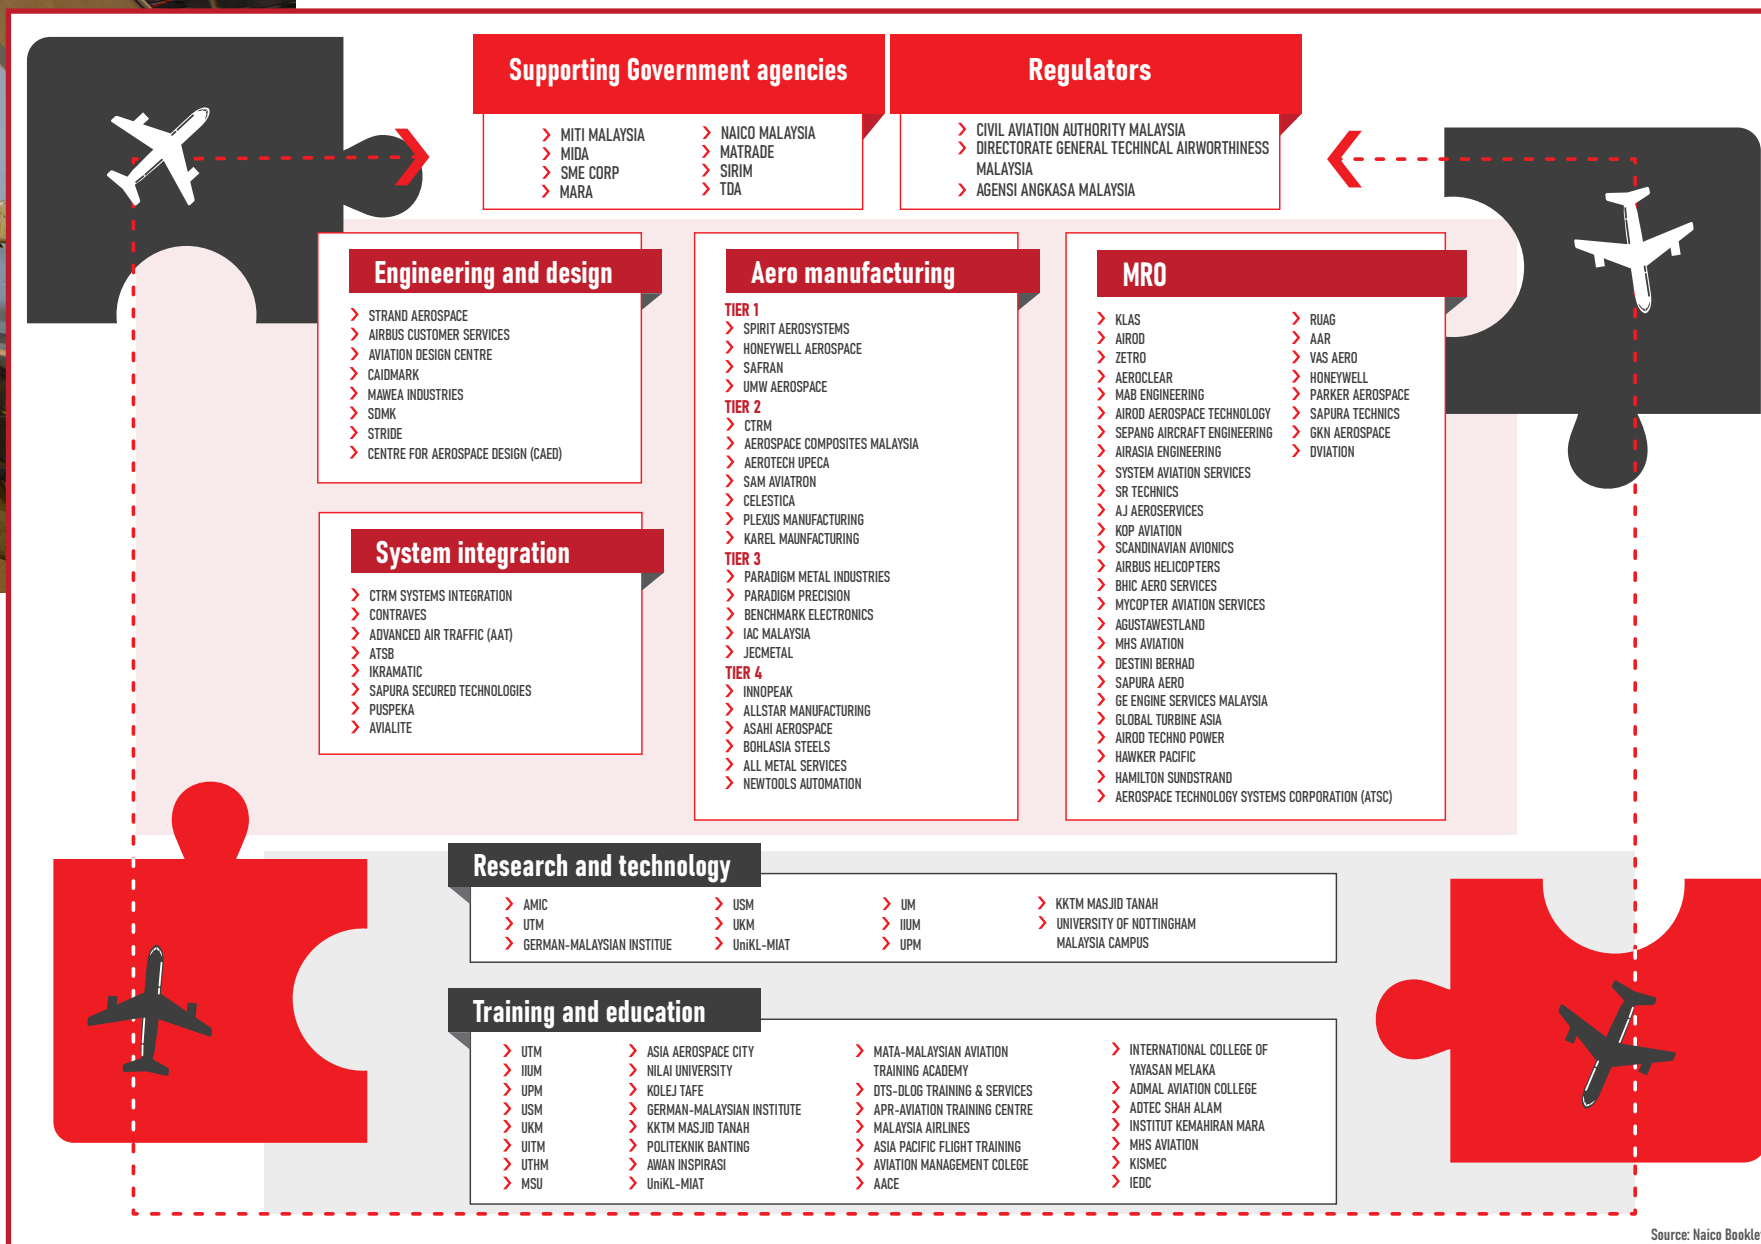 Supporting Government agencies
MITI MALAYSIA
MIDA
SME CORP
MARA
NAICO MALAYSIA
MATRADE
SIRIM
TDA
Regulators
CIVIL AVIATION AUTHORITY MALAYSIA
DIRECTORATE GENERAL TECHINCAL AIRWORTHINESS
MALAYSIA
AGENSI ANGKASA MALAYSIA
Engineering and design
STRAND AEROSPACE
AIRBUS CUSTOMER SERVICES
AVIATION DESIGN CENTRE
CAIDMARK
MAWEA INDUSTRIES
SDMK
STRIDE
CENTRE FOR AEROSPACE DESIGN (CAED)
System integration
CTRM SYSTEMS INTEGRATION
CONTRAVES
ADVANCED AIR TRAFFIC (AAT)
ATSB
IKRAMATIC
SAPURA SECURED TECHNOLOGIES
PUSPEKA
AVIALITE
Aero manufacturing
TIER 1
SPIRIT AEROSYSTEMS
HONEYWELL AEROSPACE
SAFRAN
UMW AEROSPACE
TIER 2
CTRM
AEROSPACE COMPOSITES MALAYSIA
AEROTECH UPECA
SAM AVIATRON
CELESTICA
PLEXUS MANUFACTURING
KAREL MAUNFACTURING
TIER 3
PARADIGM METAL INDUSTRIES
PARADIGM PRECISION
BENCHMARK ELECTRONICS
IAC MALAYSIA
JECMETAL
TIER 4
INNOPEAK
ALLSTAR MANUFACTURING
ASAHI AEROSPACE
BOHLASIA STEELS
ALL METAL SERVICES
NEWTOOLS AUTOMATION
MRO
KLAS
AIROD
ZETRO
AEROCLEAR
MAB ENGINEERING
AIROD AEROSPACE TECHNOLOGY
SEPANG AIRCRAFT ENGINEERING
AIRASIA ENGINEERING
SYSTEM AVIATION SERVICES
SR TECHNICS
AJ AEROSERVICES
KOP AVIATION
SCANDINAVIAN AVIONICS
AIRBUS HELICOPTERS
BHIC AERO SERVICES
MYCOPTER AVIATION SERVICES
AGUSTAWESTLAND
MHS AVIATION
DESTINI BERHAD
SAPURA AERO
GE ENGINE SERVICES MALAYSIA
GLOBAL TURBINE ASIA
AIROD TECHNO POWER
HAWKER PACIFIC
HAMILTON SUNDSTRAND
AEROSPACE TECHNOLOGY SYSTEMS CORPORATION (ATSC)
RUAG
AAR
VAS AERO
HONEYWELL
PARKER AEROSPACE
SAPURA TECHNICS
GKN AEROSPACE
DVIATION
Research and technology
AMIC
UTM
GERMAN-MALAYSIAN INSTITUE
USM
UKM
UniKL-MIAT
UM
IIUM
UPM
KKTM MASJID TANAH
UNIVERSITY OF NOTTINGHAM
MALAYSIA CAMPUS
Training and education
UTM
IIUM
UPM
USM
UKM
UITM
UTHM
MSU
ASIA AEROSPACE CITY
NILAI UNIVERSITY
KOLEJ TAFE
GERMAN-MALAYSIAN INSTITUTE
KKTM MASJID TANAH
POLITEKNIK BANTING
AWAN INSPIRASI
UniKL-MIAT
MATA-MALAYSIAN AVIATION
TRAINING ACADEMY
DTS-DLOG TRAINING & SERVICES
APR-AVIATION TRAINING CENTRE
MALAYSIA AIRLINES
ASIA PACIFIC FLIGHT TRAINING
AVIATION MANAGEMENT COLEGE
AACE
INTERNATIONAL COLLEGE OF
YAYASAN MELAKA
ADMAL AVIATION COLLEGE
ADTEC SHAH ALAM
INSTITUT KEMAHIRAN MARA
MHS AVIATION
KISMEC
IEDC
Source: Naico